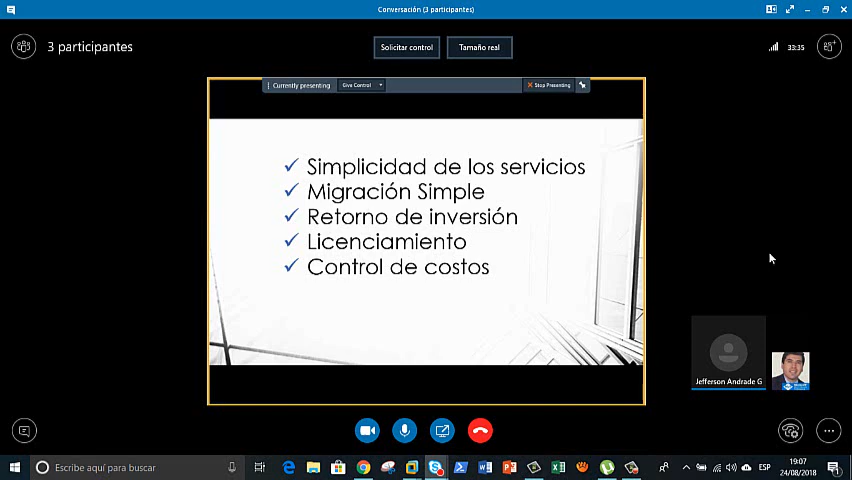 Conversación (3 participantes)
3 participantes
Solicitar control
Tamaño real
33:35
Currently presenting
Give Control
Stop Presenting
Simplicidad de los servicios
Migración Simple
Retorno de inversión
Licenciamiento
Control de costos
Jefferson Andrade G
Escribe aquí para buscar
ESP
19:07
24/08/2018